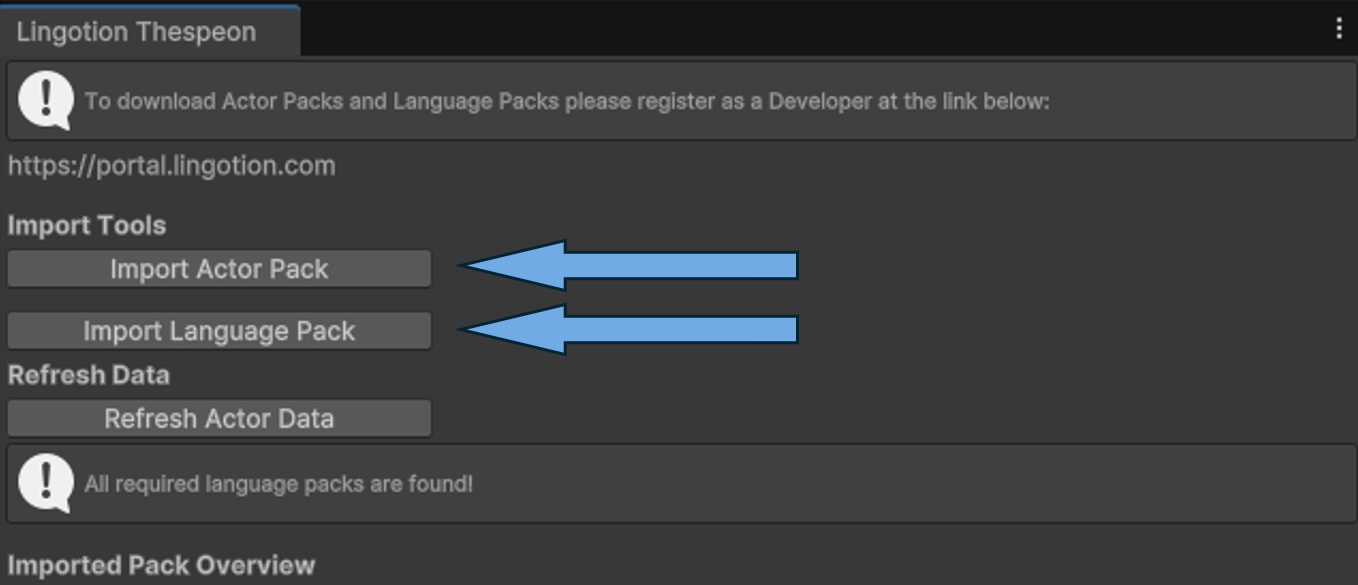 Lingotion Thespeon
To download Actor Packs and Language Packs please register as a Developer at the link below:
https://portal.lingotion.com
Import Tools
Import Actor Pack
Import Language Pack
Refresh Data
Refresh Actor Data
All required language packs are found!
Imported Pack Overview